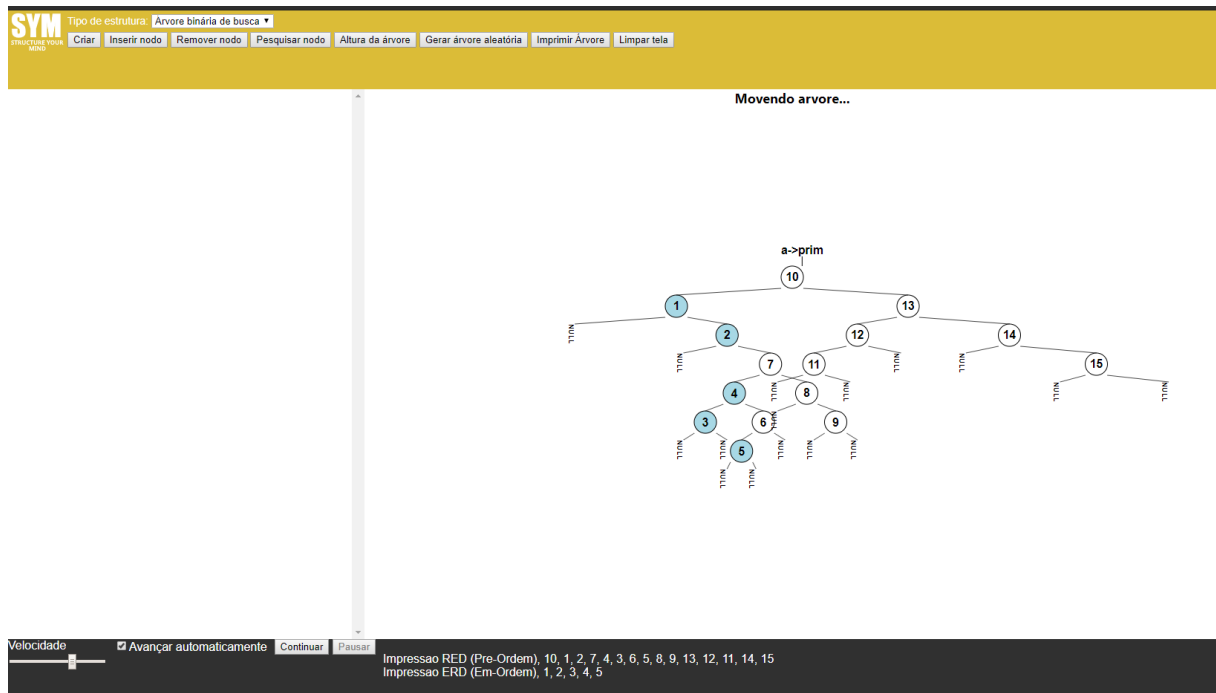 SYM
STRUCTURE YOUR
MIND
Tipo de estrutura: Árvore binária de busca
Criar Inserir nodo Remover nodo Pesquisar nodo Altura da árvore Gerar árvore aleatória Imprimir Árvore Limpar tela
Movendo arvore...
a->prim
10
1 13
NULL 2 12 14
NULL 7 11 NULL NULL 15
4 NULL 8 NULL NULL NULL
3 6 NULL 9
NULL NULL 5 NULL NULL NULL
NULL NULL
Velocidade Avançar automaticamente Continuar Pausar
Impressao RED (Pre-Ordem), 10, 1, 2, 7, 4, 3, 6, 5, 8, 9, 13, 12, 11, 14, 15
Impressao ERD (Em-Ordem), 1, 2, 3, 4, 5